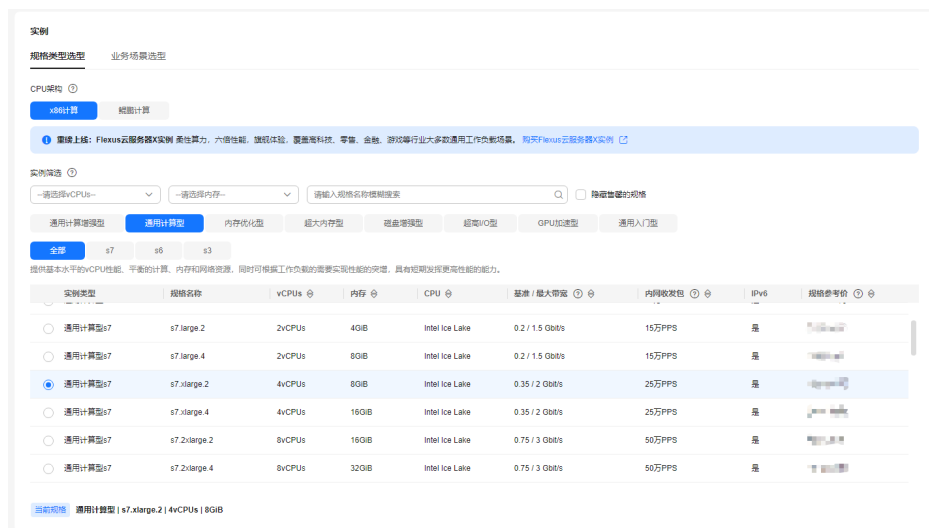 实例
规格类型选型 业务场景选型
CPU架构
x86计算 鲲鹏计算
重磅上线：Flexus云服务器X实例 柔性算力，六倍性能，旗舰体验，覆盖高科技、零售、金融、游戏等行业大多数通用工作负载场景。 购买Flexus云服务器X实例
实例筛选
--请选择vCPUs-- --请选择内存-- 请输入规格名称模糊搜索 隐藏售罄的规格
通用计算增强型 通用计算型 内存优化型 超大内存型 磁盘增强型 超高I/O型 GPU加速型 通用入门型
全部 s7 s6 s3
提供基本水平的vCPU性能、平衡的计算、内存和网络资源，同时可根据工作负载的需要实现性能的突增，具有短期发挥更高性能的能力。
实例类型 规格名称 vCPUs 内存 CPU 基准 / 最大带宽 内网收发包 IPv6 规格参考价
通用计算型s7 s7.large.2 2vCPUs 4GiB Intel Ice Lake 0.2 / 1.5 Gbit/s 15万PPS 是
通用计算型s7 s7.large.4 2vCPUs 8GiB Intel Ice Lake 0.2 / 1.5 Gbit/s 15万PPS 是
通用计算型s7 s7.xlarge.2 4vCPUs 8GiB Intel Ice Lake 0.35 / 2 Gbit/s 25万PPS 是
通用计算型s7 s7.xlarge.4 4vCPUs 16GiB Intel Ice Lake 0.35 / 2 Gbit/s 25万PPS 是
通用计算型s7 s7.2xlarge.2 8vCPUs 16GiB Intel Ice Lake 0.75 / 3 Gbit/s 50万PPS 是
通用计算型s7 s7.2xlarge.4 8vCPUs 32GiB Intel Ice Lake 0.75 / 3 Gbit/s 50万PPS 是
当前规格 通用计算型 | s7.xlarge.2 | 4vCPUs | 8GiB